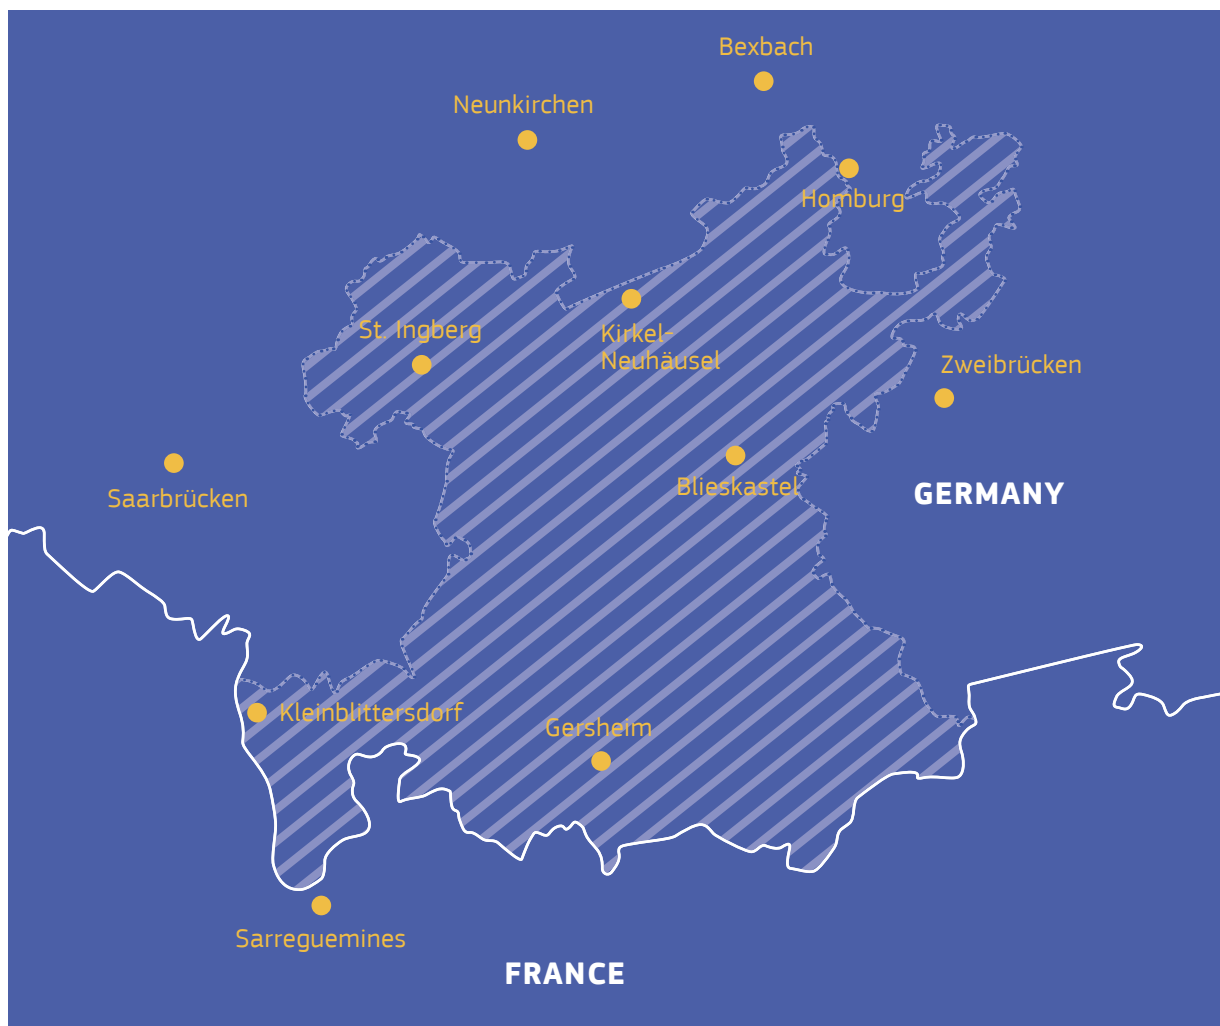 Bexbach
Neunkirchen
Homburg
St. Ingberg
Kirkel-
Neuhäusel
Zweibrücken
Blieskastel
GERMANY
Saarbrücken
Kleinblittersdorf
Gersheim
Sarreguemines
FRANCE